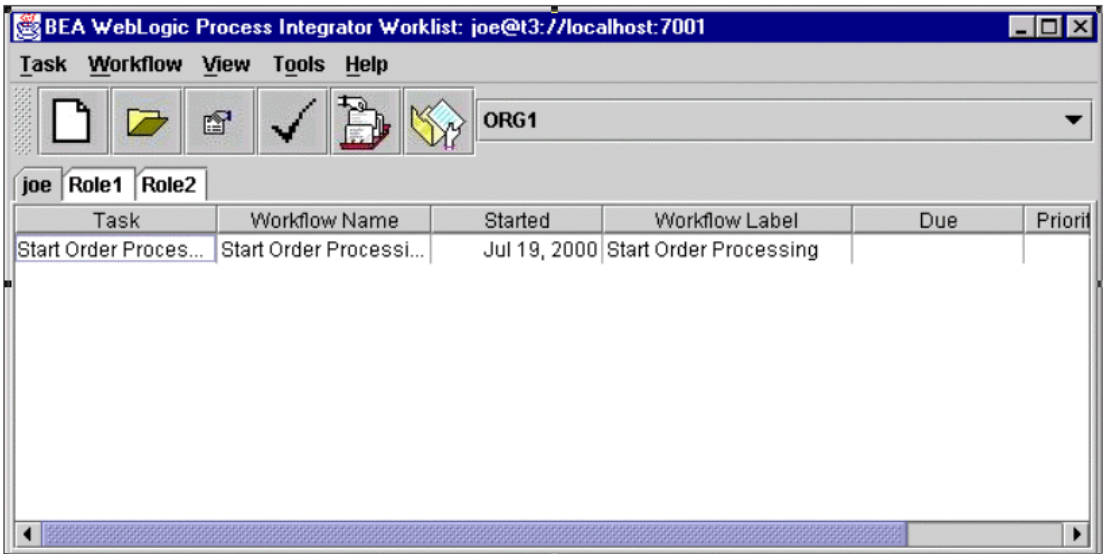 BEA WebLogic Process Integrator Worklist: joe@t3://localhost:7001
Task Workflow View Tools Help
ORG1
joe Role1 Role2
Task Workflow Name Started Workflow Label Due Priorit
Start Order Proces... Start Order Processi... Jul 19, 2000 Start Order Processing